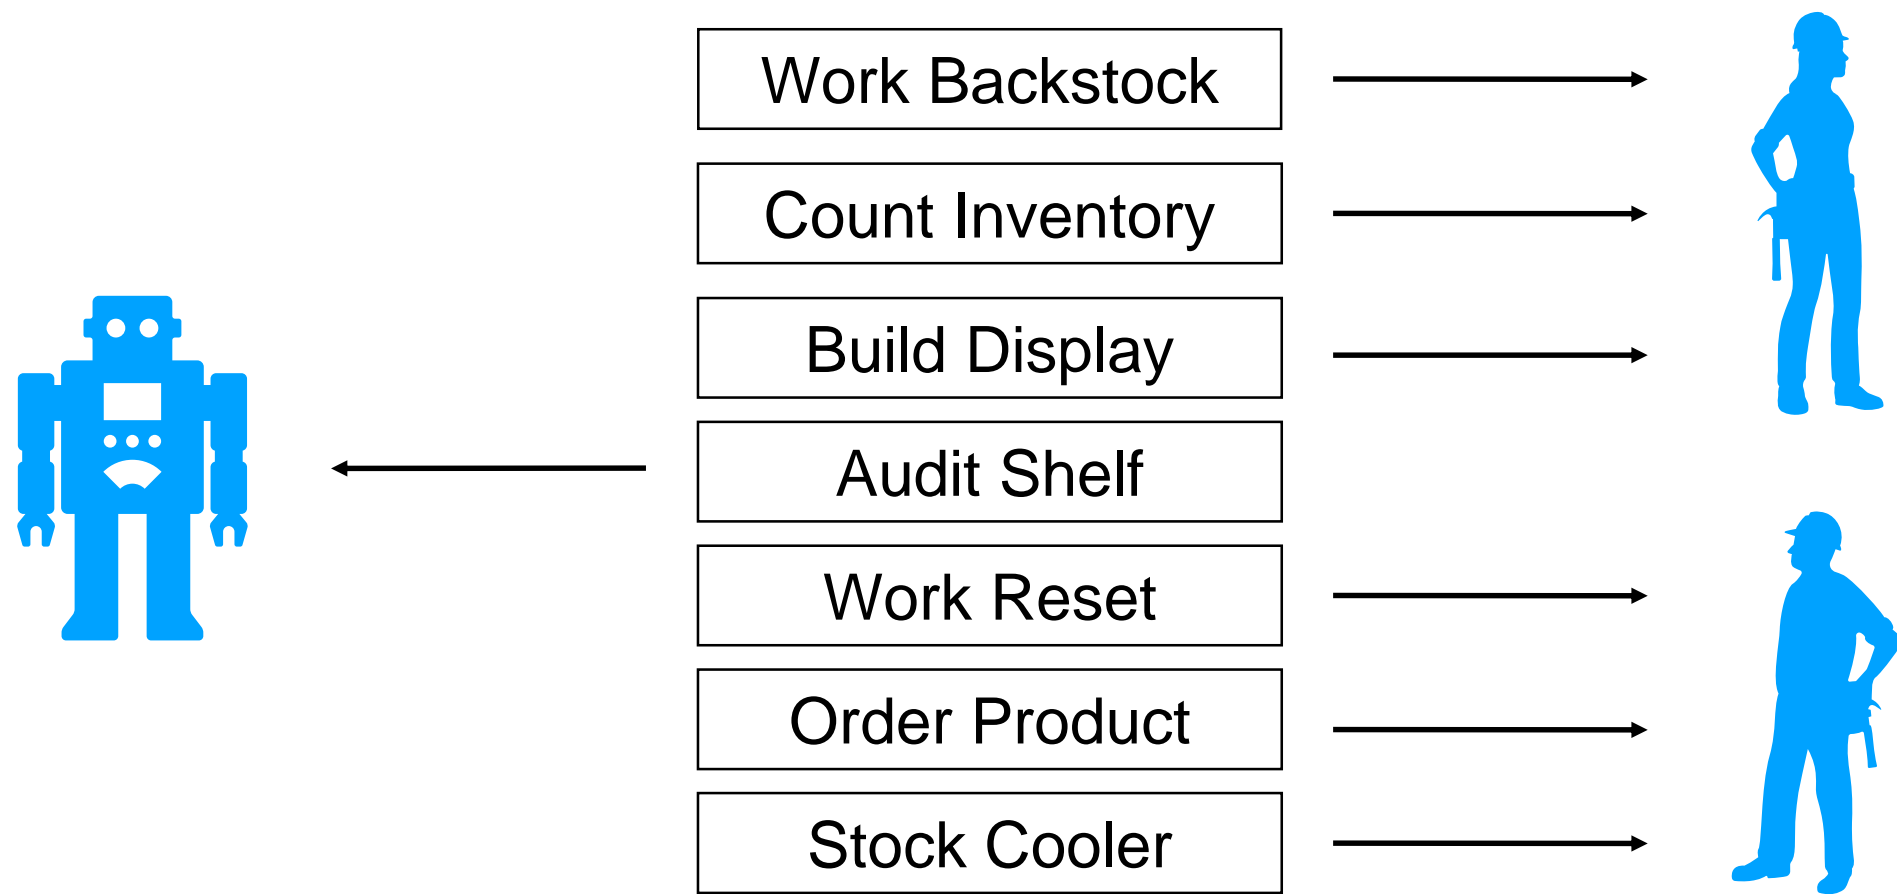 Work Backstock
Count Inventory
Build Display
Audit Shelf
Work Reset
Order Product
Stock Cooler